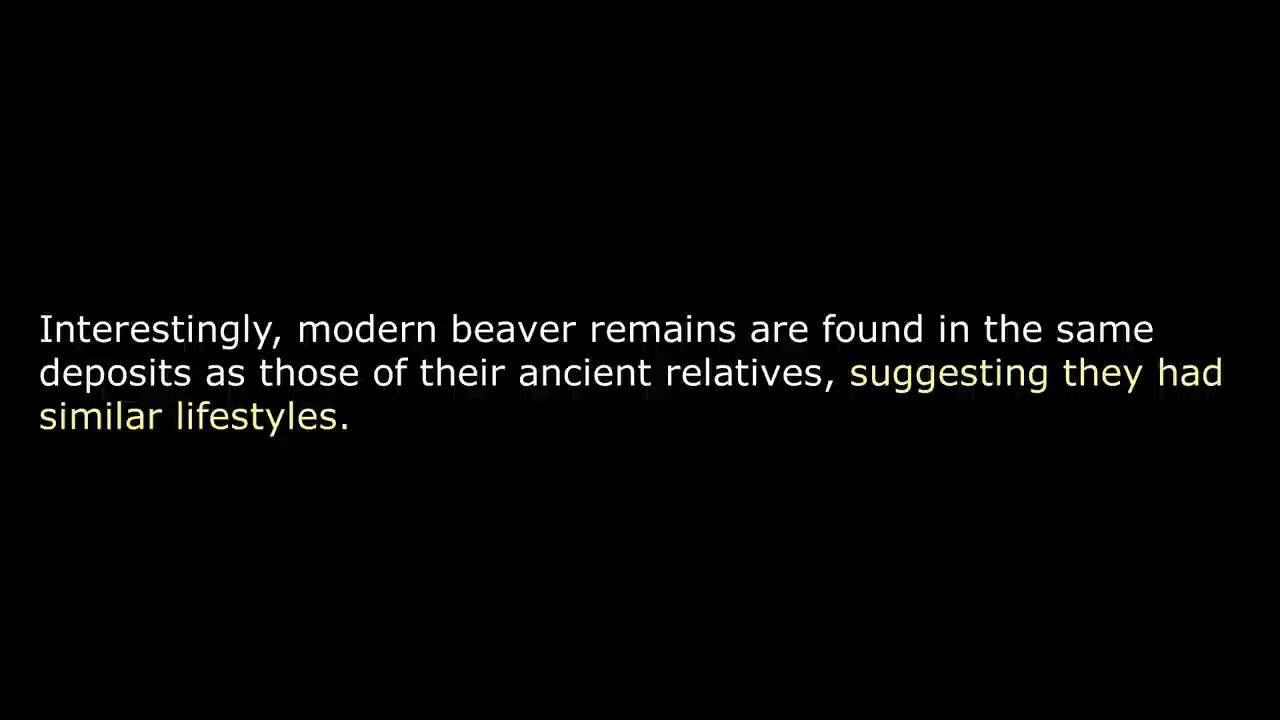 Interestingly, modern beaver remains are found in the same
deposits as those of their ancient relatives, suggesting they had
similar lifestyles.